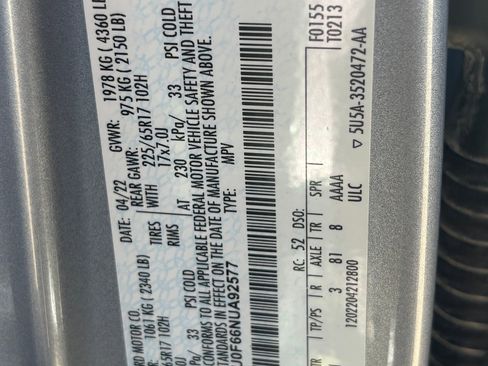 RD MOTOR CO.
DATE: 04/22 GVWR: 1978 KG ( 4360 LB
1061 KG ( 2340 LB) REAR GAWR: 975 KG ( 2150 LB)
65R17 102H WITH 225/65R17 102H
TIRES
RIMS 17x7.0J
/ 33 PSI COLD AT 230 kPa/ 33 PSI COLD
S TO ALL APPLICABLE FEDERAL MOTOR VEHICLE SAFETY AND THEFT
STANDARDS IN EFFECT ON THE DATE OF MANUFACTURE SHOWN ABOVE.
U0F66NUA92577 TYPE: MPV
F0155
T0213
RC: 52 DSO:
TR TP/PS R AXLE TR SPR
3 81 8 AAAA
1202204212800 ULC
▽ 5U5A-3520472-AA